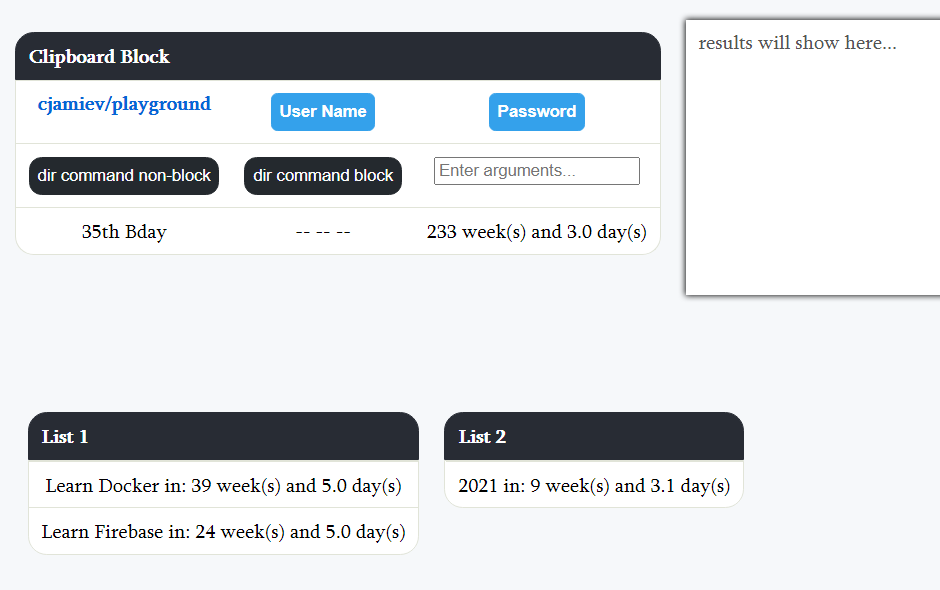 Clipboard Block
results will show here...
cjamiev/playground
User Name
Password
dir command non-block
dir command block
Enter arguments...
35th Bday
-- -- --
233 week(s) and 3.0 day(s)
List 1
Learn Docker in: 39 week(s) and 5.0 day(s)
Learn Firebase in: 24 week(s) and 5.0 day(s)
List 2
2021 in: 9 week(s) and 3.1 day(s)